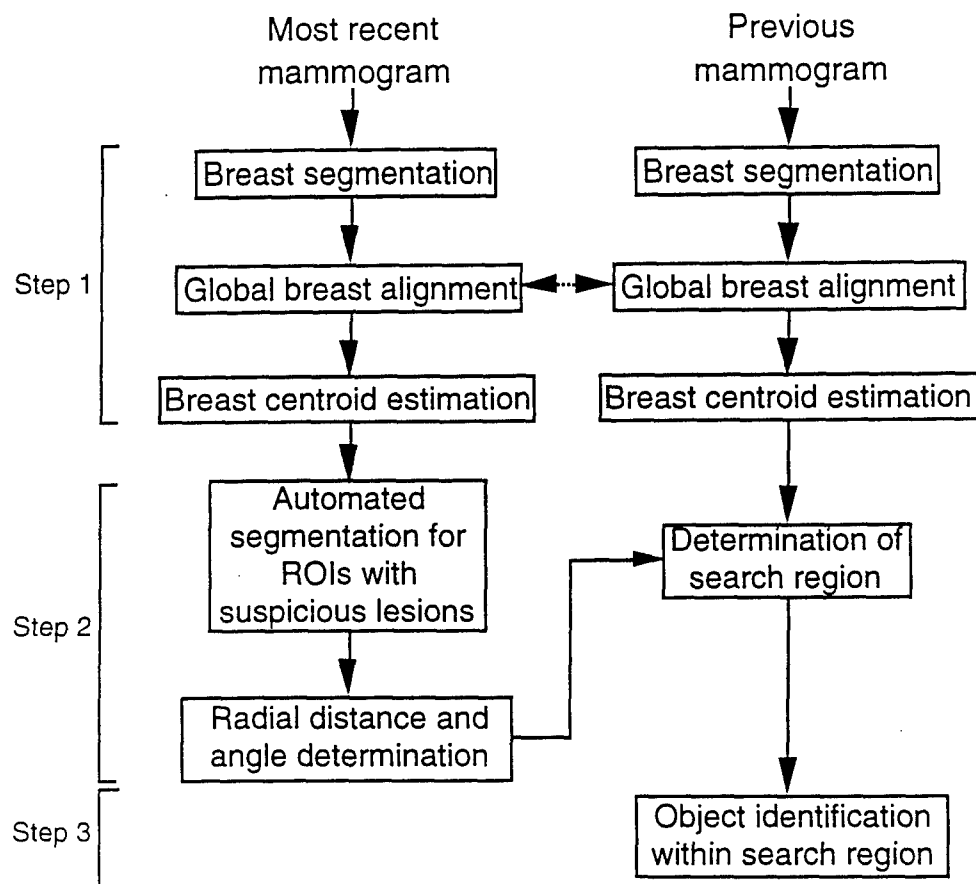 Most recent
mammogram
Previous
mammogram
Step 1
Breast segmentation
Breast segmentation
Global breast alignment
Global breast alignment
Breast centroid estimation
Breast centroid estimation
Step 2
Automated
segmentation for
ROIs with
suspicious lesions
Determination of
search region
Radial distance and
angle determination
Step 3
Object identification
within search region